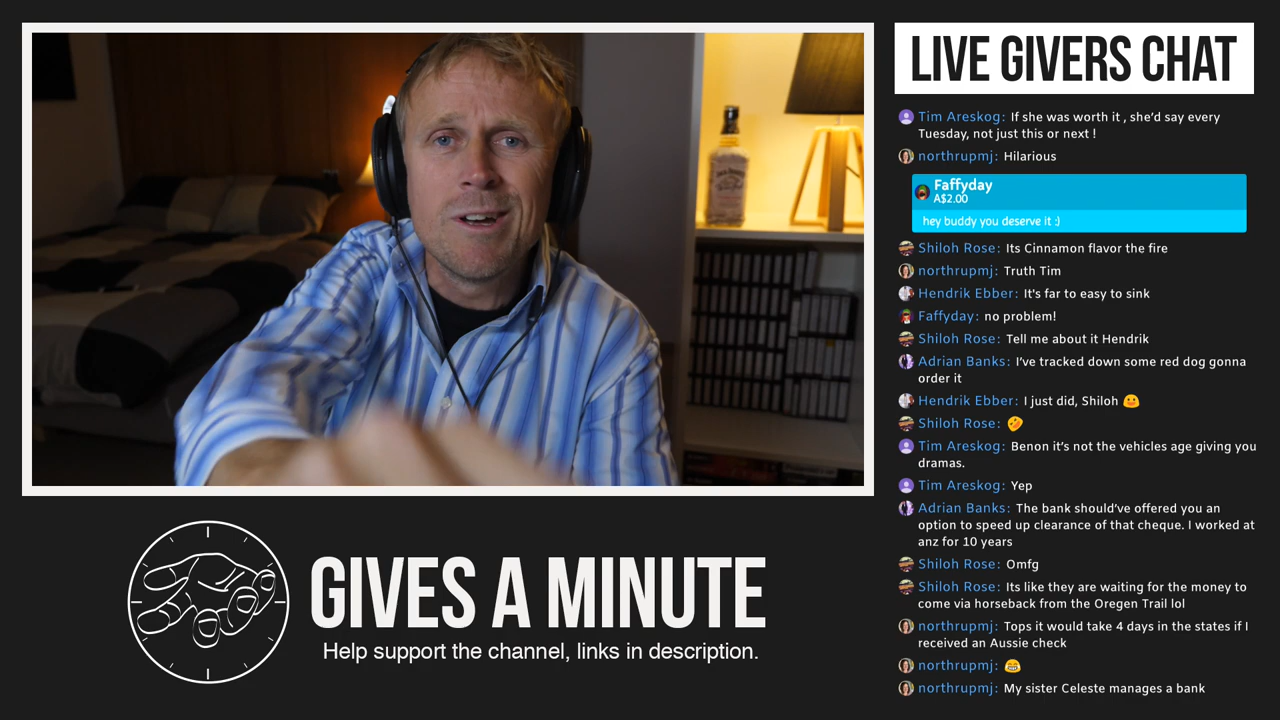 LIVE GIVERS CHAT
Tim Areskog: If she was worth it , she’d say every
Tuesday, not just this or next !
northrupmj: Hilarious
Faffyday
A$2.00
hey buddy you deserve it :)
Shiloh Rose: Its Cinnamon flavor the fire
northrupmj: Truth Tim
Hendrik Ebber: It's far to easy to sink
Faffyday: no problem!
Shiloh Rose: Tell me about it Hendrik
Adrian Banks: I’ve tracked down some red dog gonna
order it
Hendrik Ebber: I just did, Shiloh 😛
Shiloh Rose: 🤣
Tim Areskog: Benon it’s not the vehicles age giving you
dramas.
Tim Areskog: Yep
Adrian Banks: The bank should’ve offered you an
option to speed up clearance of that cheque. I worked at
anz for 10 years
Shiloh Rose: Omfg
Shiloh Rose: Its like they are waiting for the money to
come via horseback from the Oregen Trail lol
northrupmj: Tops it would take 4 days in the states if I
received an Aussie check
northrupmj: 😂
northrupmj: My sister Celeste manages a bank
GIVES A MINUTE
Help support the channel, links in description.